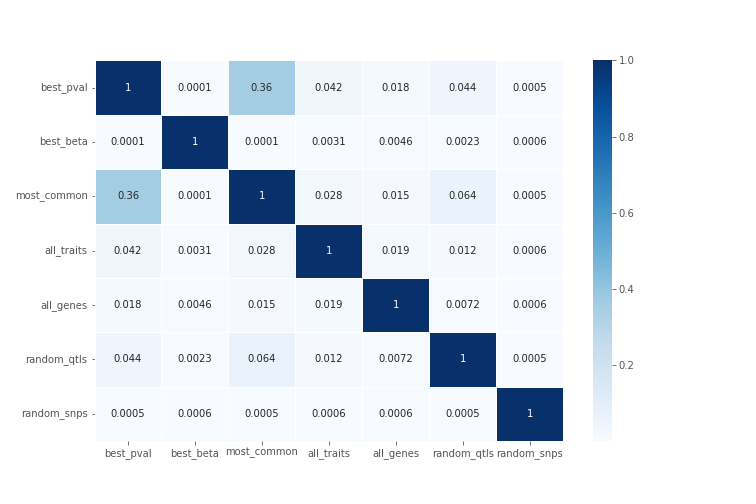 best_pval 1 0.0001 0.36 0.042 0.018 0.044 0.0005
best_beta 0.0001 1 0.0001 0.0031 0.0046 0.0023 0.0006
most_common 0.36 0.0001 1 0.028 0.015 0.064 0.0005
all_traits 0.042 0.0031 0.028 1 0.019 0.012 0.0006
all_genes 0.018 0.0046 0.015 0.019 1 0.0072 0.0006
random_qtls 0.044 0.0023 0.064 0.012 0.0072 1 0.0005
random_snps 0.0005 0.0006 0.0005 0.0006 0.0006 0.0005 1
best_pval best_beta most_common all_traits all_genes random_qtls random_snps
1.0
0.8
0.6
0.4
0.2